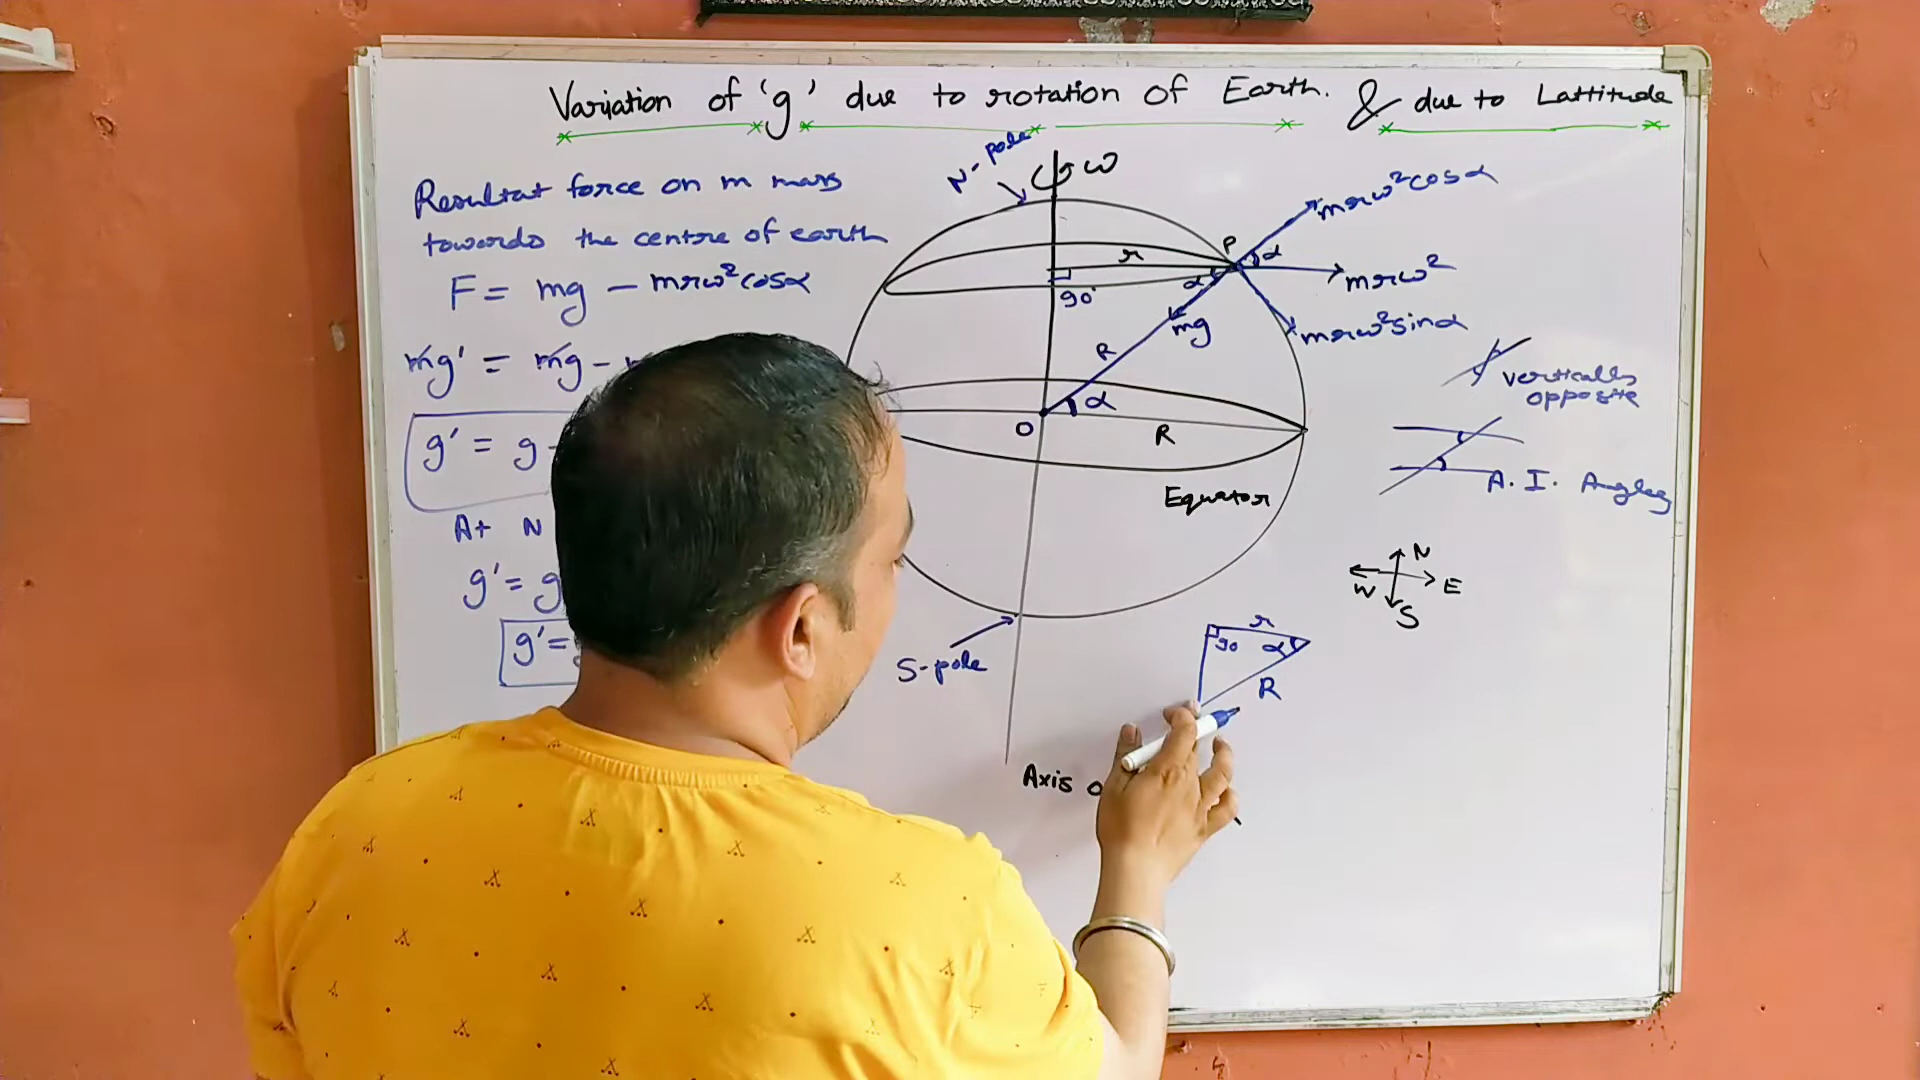 Variation of 'g' due to rotation of Earth. & due to Lattitude
Resultat force on m mass
towards the centre of earth
F = mg - mrω²cosα
mg' = mg -
g' = g -
At N
g' = g
g' =
N-pole
ω
mrω²cosα
P
r
α
α
mrω²
90°
mg
mrω²sinα
R
α
O
R
Equator
S-pole
Axis o
vertically
opposite
A. I. Angles
N
W E
S
r
90 α
R